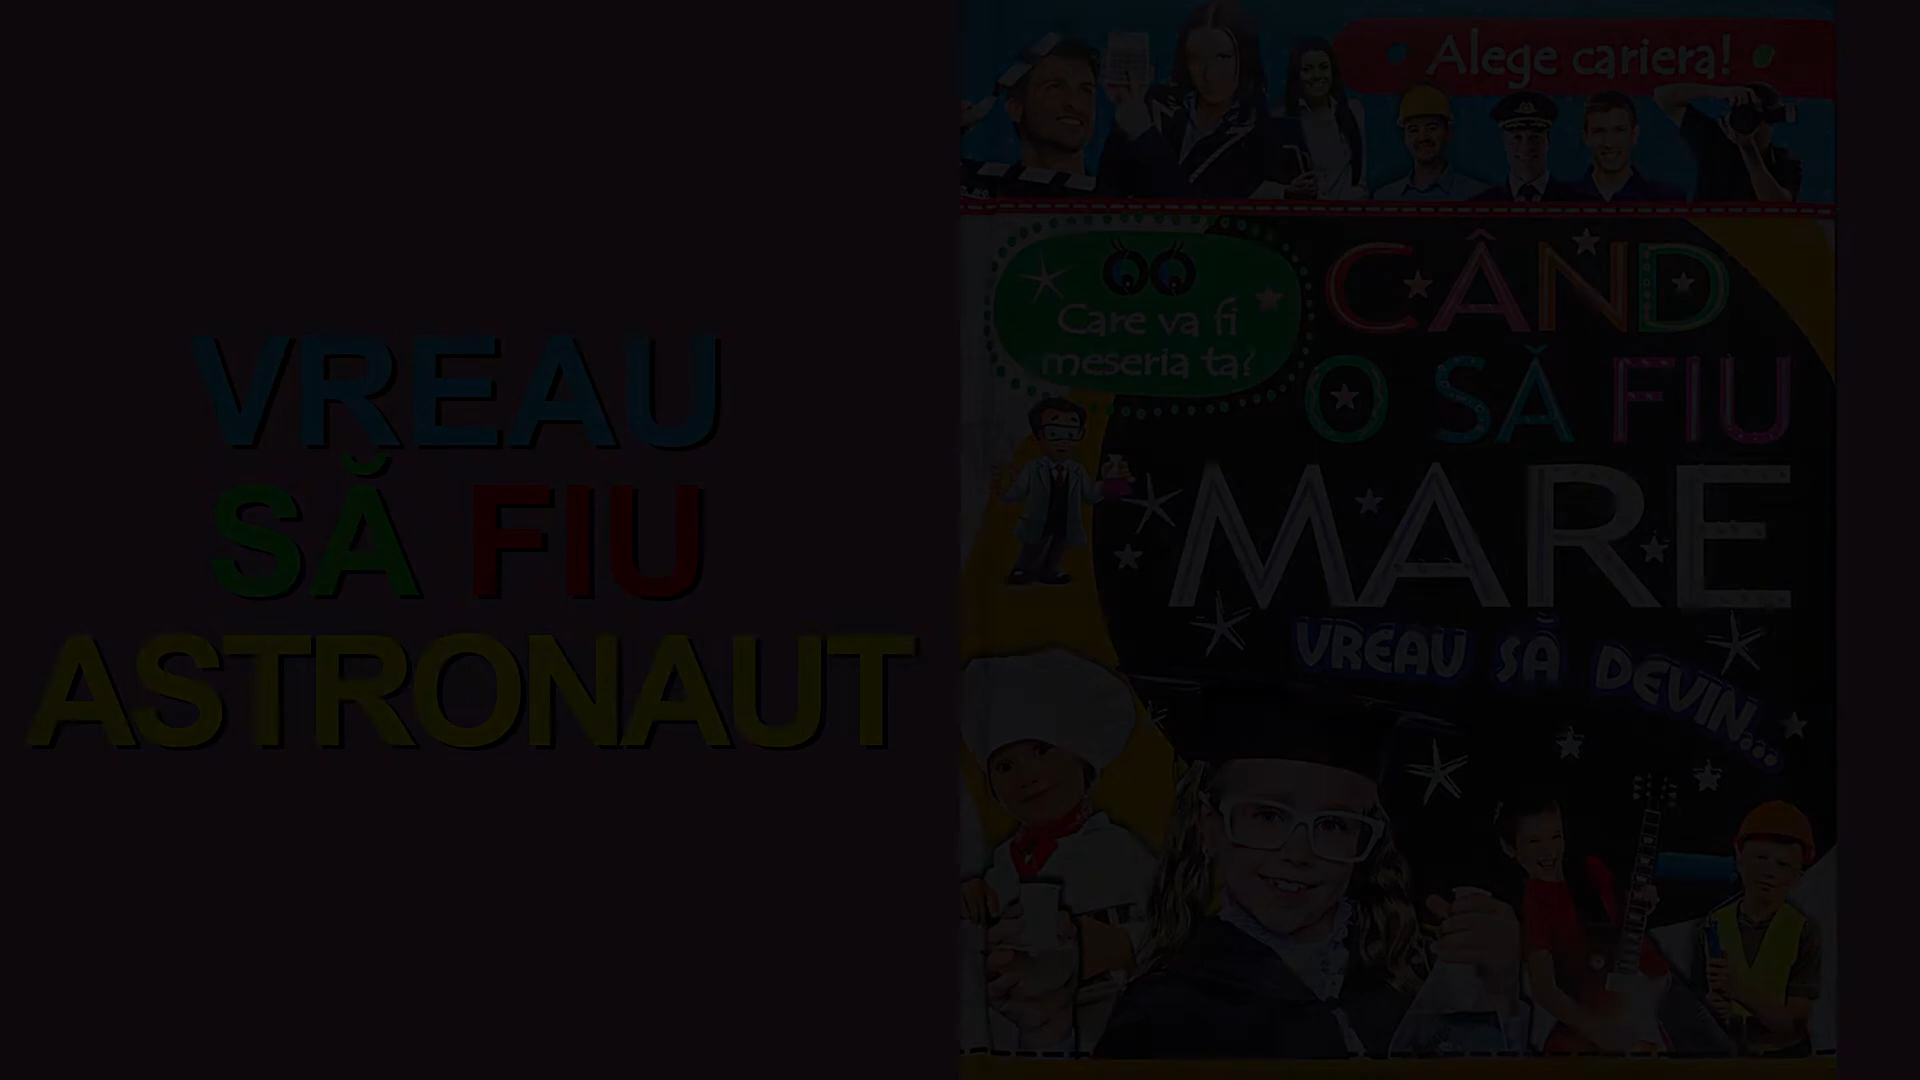 VREAU
SĂ FIU
ASTRONAUT
Alege cariera!
Care va fi
meseria ta?
CÂND
O SĂ FIU
MARE
VREAU SĂ DEVIN...